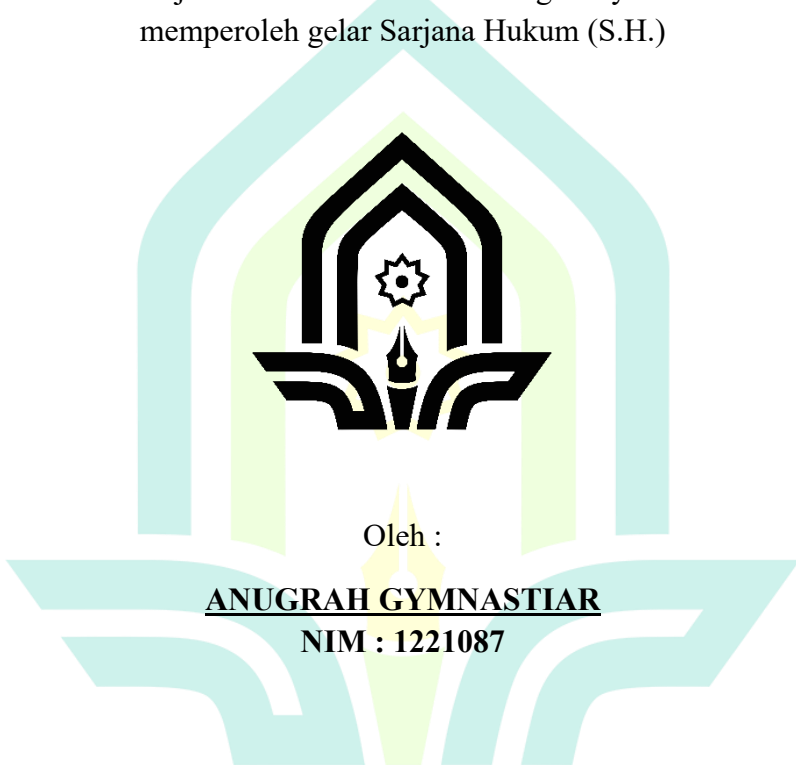 memperoleh gelar Sarjana Hukum (S.H.)
Oleh :
ANUGRAH GYMNASTIAR
NIM : 1221087